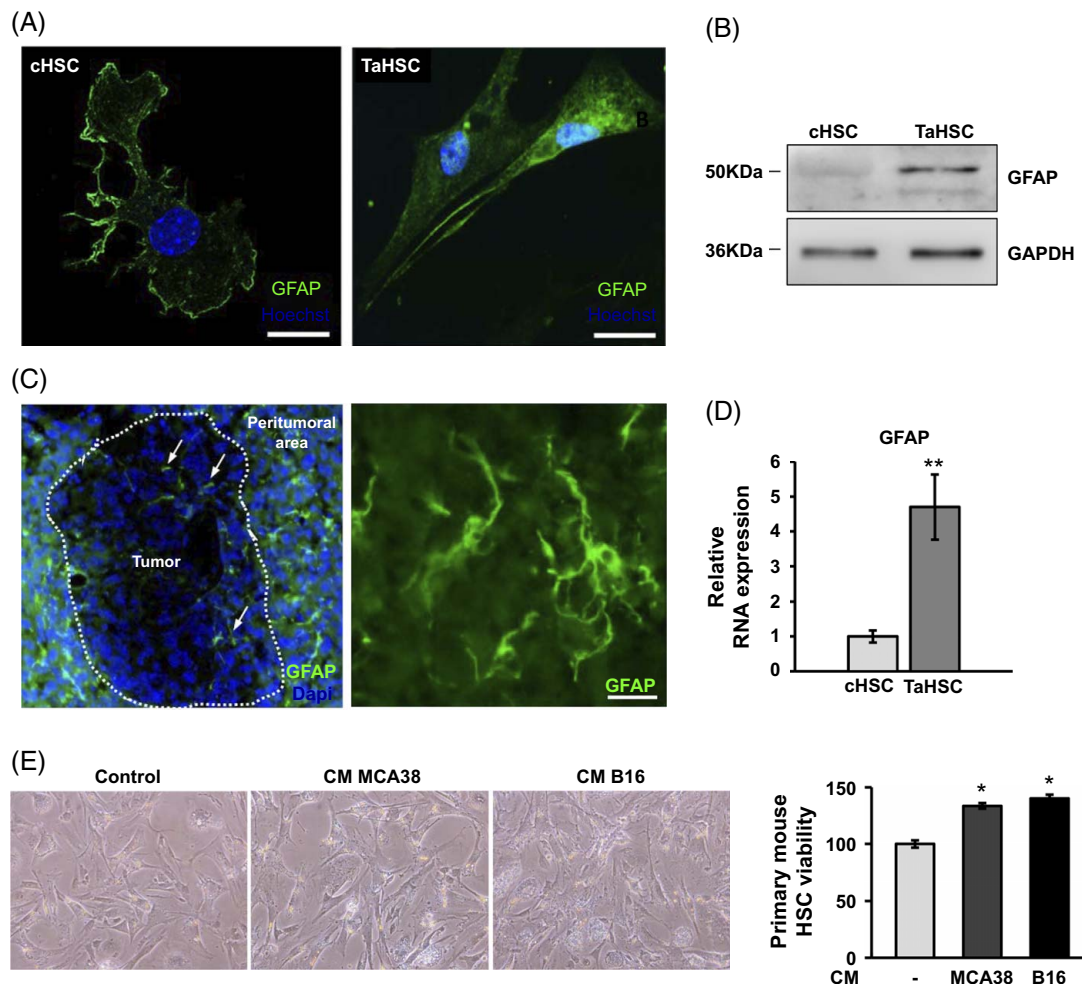 (A)
cHSC
GFAP
Hoechst
TaHSC
B
GFAP
Hoechst
(B)
cHSC TaHSC
50KDa
GFAP
36KDa
GAPDH
(C)
Peritumoral
area
Tumor
GFAP
Dapi
GFAP
(D)
GFAP
Relative
RNA expression
6
5
4
3
2
1
0
**
cHSC
TaHSC
(E)
Control
CM MCA38
CM B16
Primary mouse
HSC viability
150
100
50
0
*
*
CM - MCA38 B16